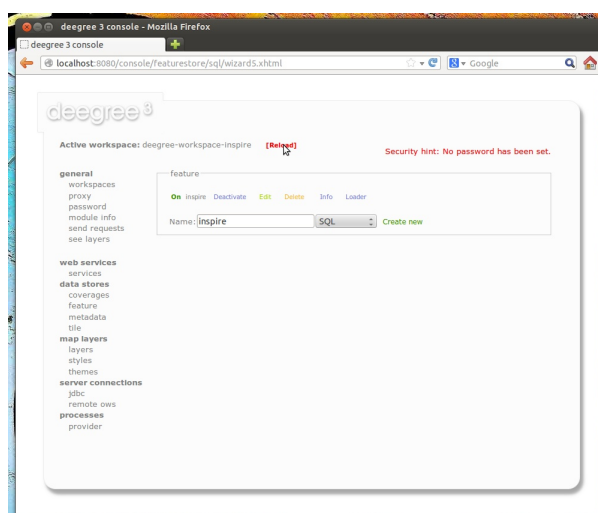 deegree 3 console - Mozilla Firefox
deegree 3 console
localhost:8080/console/featurestore/sql/wizard5.xhtml
Google
deegree 3
Active workspace: deegree-workspace-inspire [Reload]
Security hint: No password has been set.
general
workspaces
proxy
password
module info
send requests
see layers
web services
services
data stores
coverages
feature
metadata
tile
map layers
layers
styles
themes
server connections
jdbc
remote ows
processes
provider
feature
On inspire Deactivate Edit Delete Info Loader
Name: inspire SQL Create new